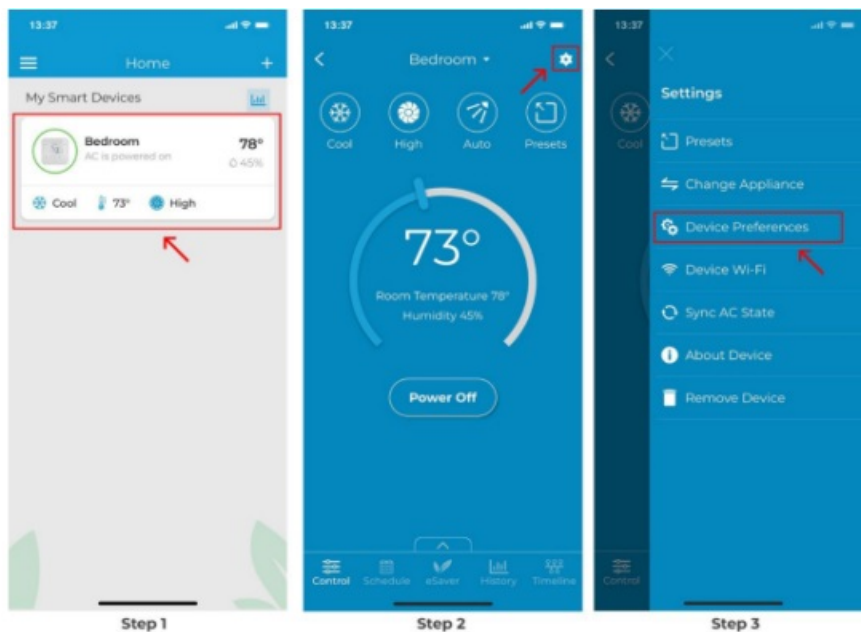 13:37
Home
+
My Smart Devices
Bedroom
78°
AC is powered on
45%
Cool
73°
High
Step 1
13:37
Bedroom
Cool
High
Auto
Presets
73°
Room Temperature 78°
Humidity 45%
Power Off
Control
Schedule
eSaver
History
Timeline
Step 2
13:37
Cool
Settings
Presets
Change Appliance
Device Preferences
Device Wi-Fi
Sync AC State
About Device
Remove Device
Control
Step 3